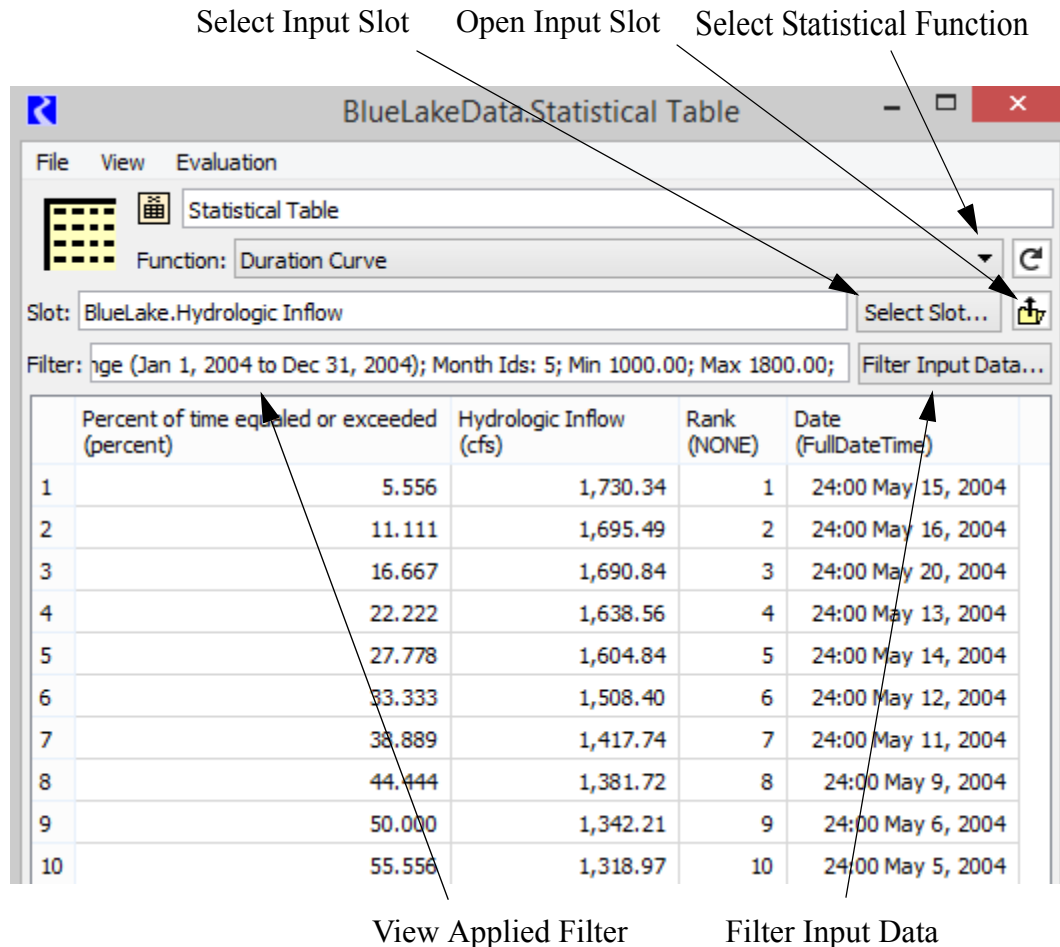 Select Input Slot Open Input Slot Select Statistical Function
BlueLakeData.Statistical Table
File View Evaluation
Statistical Table
Function: Duration Curve
Slot: BlueLake.Hydrologic Inflow Select Slot...
Filter: nge (Jan 1, 2004 to Dec 31, 2004); Month Ids: 5; Min 1000.00; Max 1800.00; Filter Input Data...
Percent of time equaled or exceeded Hydrologic Inflow Rank Date
(percent) (cfs) (NONE) (FullDateTime)
1 5.556 1,730.34 1 24:00 May 15, 2004
2 11.111 1,695.49 2 24:00 May 16, 2004
3 16.667 1,690.84 3 24:00 May 20, 2004
4 22.222 1,638.56 4 24:00 May 13, 2004
5 27.778 1,604.84 5 24:00 May 14, 2004
6 33.333 1,508.40 6 24:00 May 12, 2004
7 38.889 1,417.74 7 24:00 May 11, 2004
8 44.444 1,381.72 8 24:00 May 9, 2004
9 50.000 1,342.21 9 24:00 May 6, 2004
10 55.556 1,318.97 10 24:00 May 5, 2004
View Applied Filter Filter Input Data